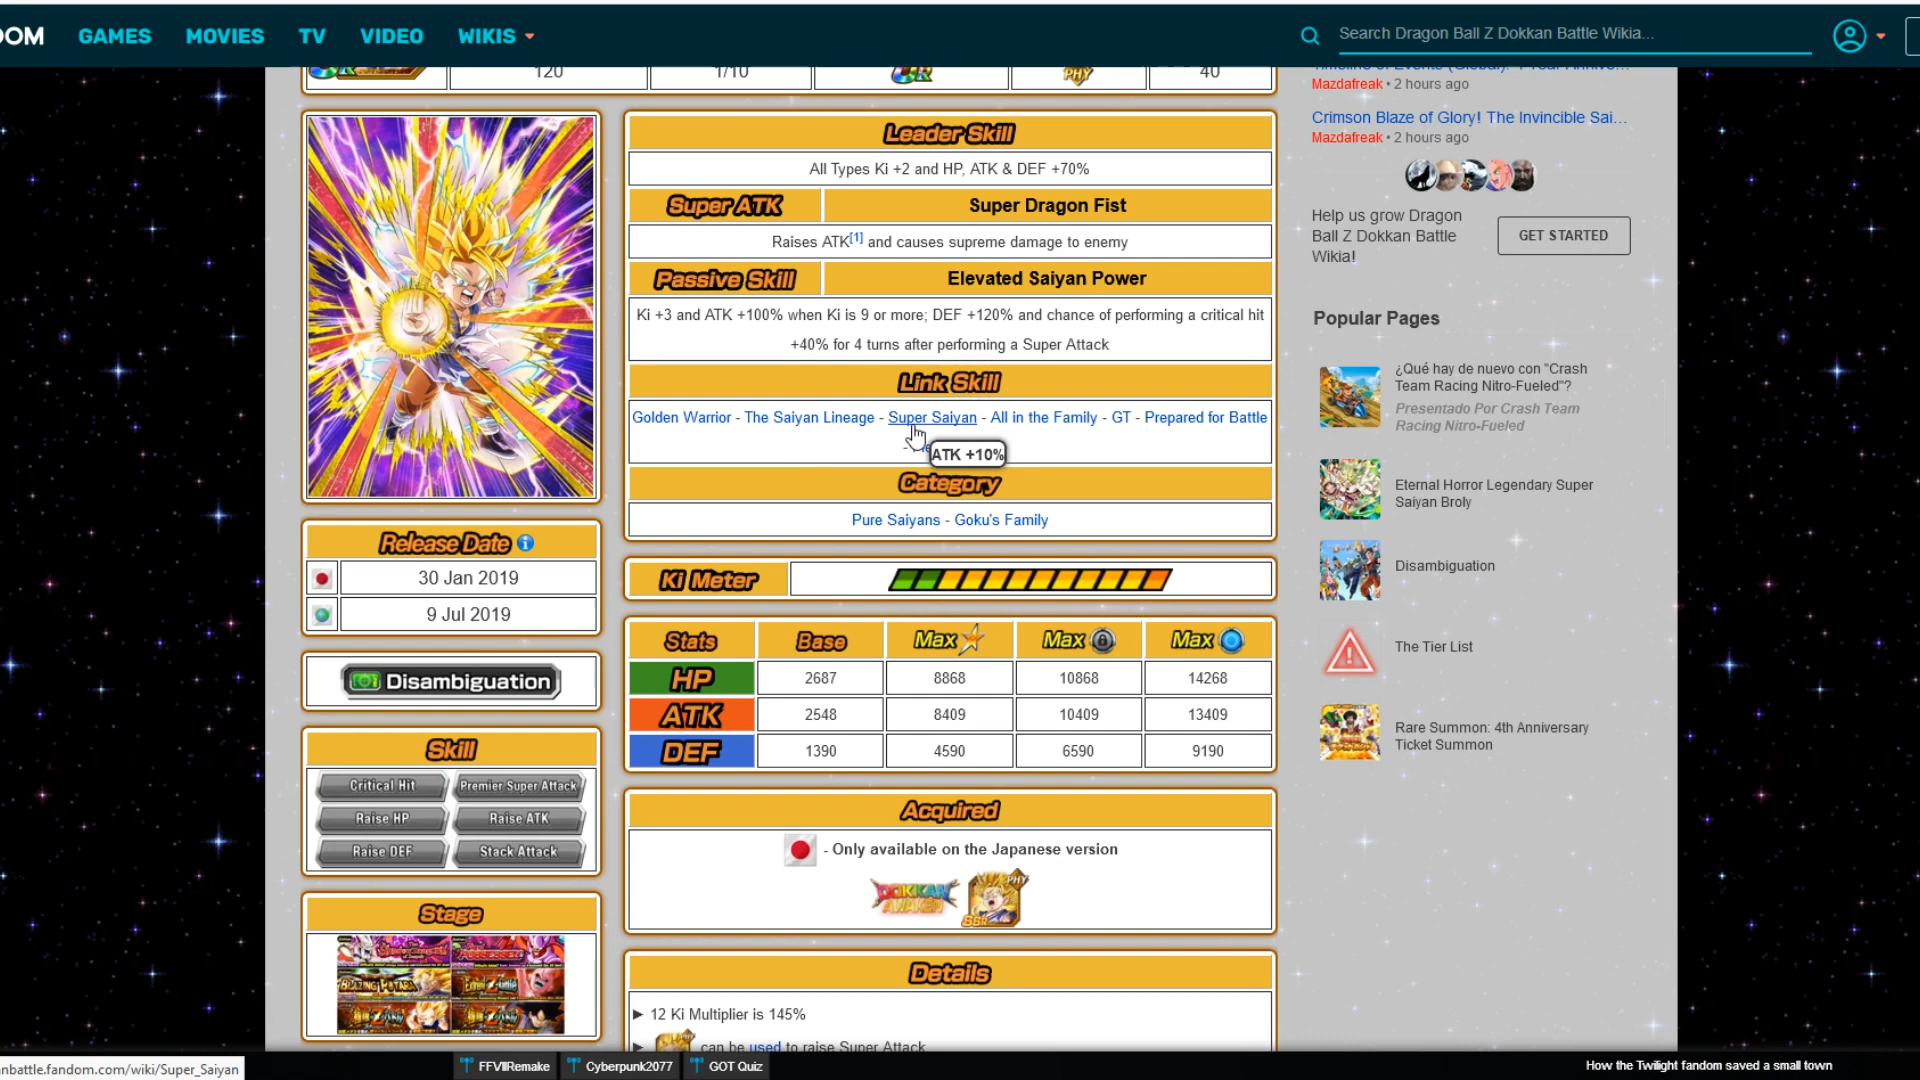 OOM
GAMES
MOVIES
TV
VIDEO
WIKIS
Search Dragon Ball Z Dokkan Battle Wikia...
120
1/10
UR
PHY
40
Mazdafreak • 2 hours ago
Crimson Blaze of Glory! The Invincible Sai...
Mazdafreak • 2 hours ago
Help us grow Dragon
Ball Z Dokkan Battle
Wikia!
GET STARTED
Leader Skill
All Types Ki +2 and HP, ATK & DEF +70%
Super ATK
Super Dragon Fist
Raises ATK[1] and causes supreme damage to enemy
Passive Skill
Elevated Saiyan Power
Ki +3 and ATK +100% when Ki is 9 or more; DEF +120% and chance of performing a critical hit
+40% for 4 turns after performing a Super Attack
Link Skill
Golden Warrior - The Saiyan Lineage - Super Saiyan - All in the Family - GT - Prepared for Battle
ATK +10%
Category
Pure Saiyans - Goku's Family
Release Date
30 Jan 2019
9 Jul 2019
Disambiguation
Skill
Critical Hit
Premier Super Attack
Raise HP
Raise ATK
Raise DEF
Stack Attack
Stage
Ki Meter
Stats
Base
Max
Max
Max
HP
2687
8868
10868
14268
ATK
2548
8409
10409
13409
DEF
1390
4590
6590
9190
Acquired
- Only available on the Japanese version
DOKKAN
AWAKEN
PHY
SSR
Details
► 12 Ki Multiplier is 145%
► can be used to raise Super Attack
Popular Pages
¿Qué hay de nuevo con "Crash
Team Racing Nitro-Fueled"?
Presentado Por Crash Team
Racing Nitro-Fueled
Eternal Horror Legendary Super
Saiyan Broly
Disambiguation
The Tier List
Rare Summon: 4th Anniversary
Ticket Summon
nbattle.fandom.com/wiki/Super_Saiyan
FFVIIRemake
Cyberpunk2077
GOT Quiz
How the Twilight fandom saved a small town